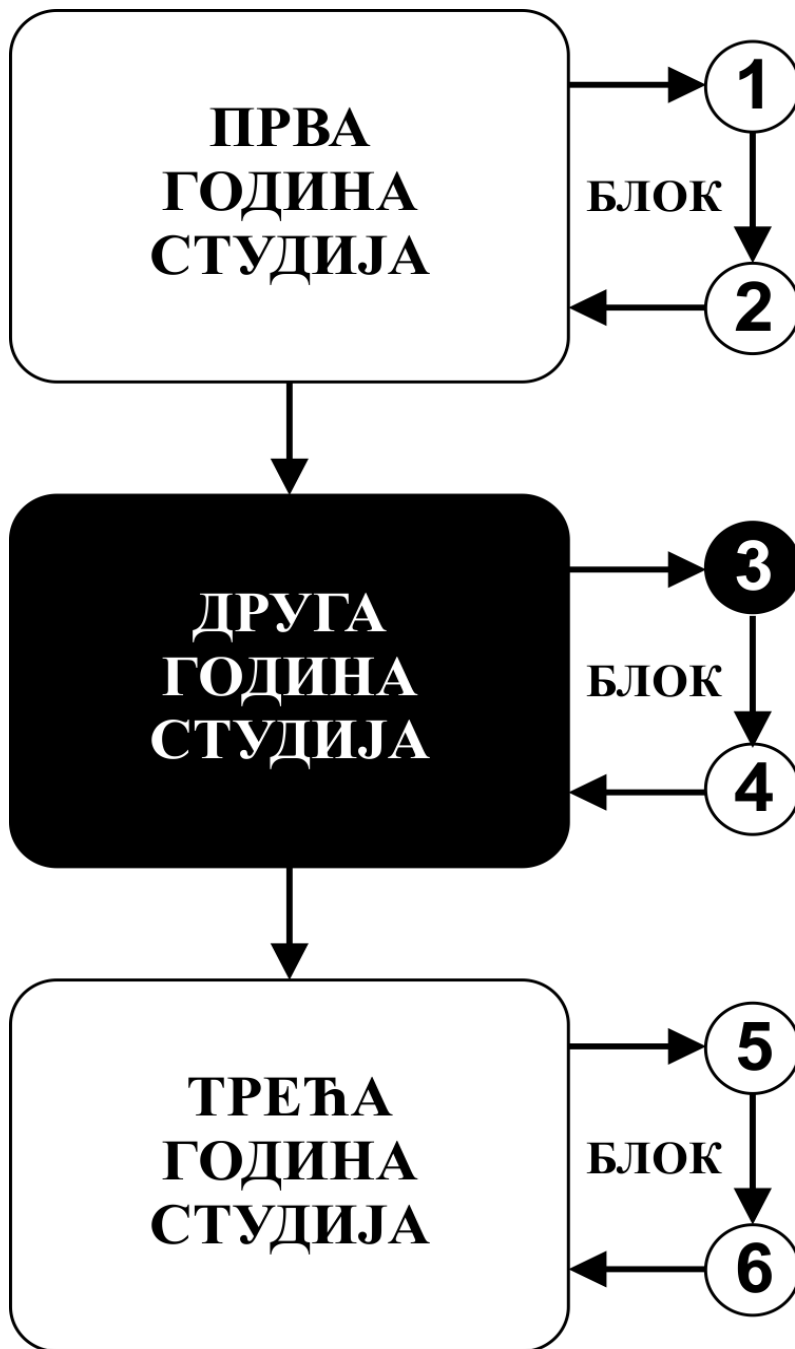 ПРВА
ГОДИНА
СТУДИЈА
1
БЛОК
2
ДРУГА
ГОДИНА
СТУДИЈА
3
БЛОК
4
ТРЕЋА
ГОДИНА
СТУДИЈА
5
БЛОК
6